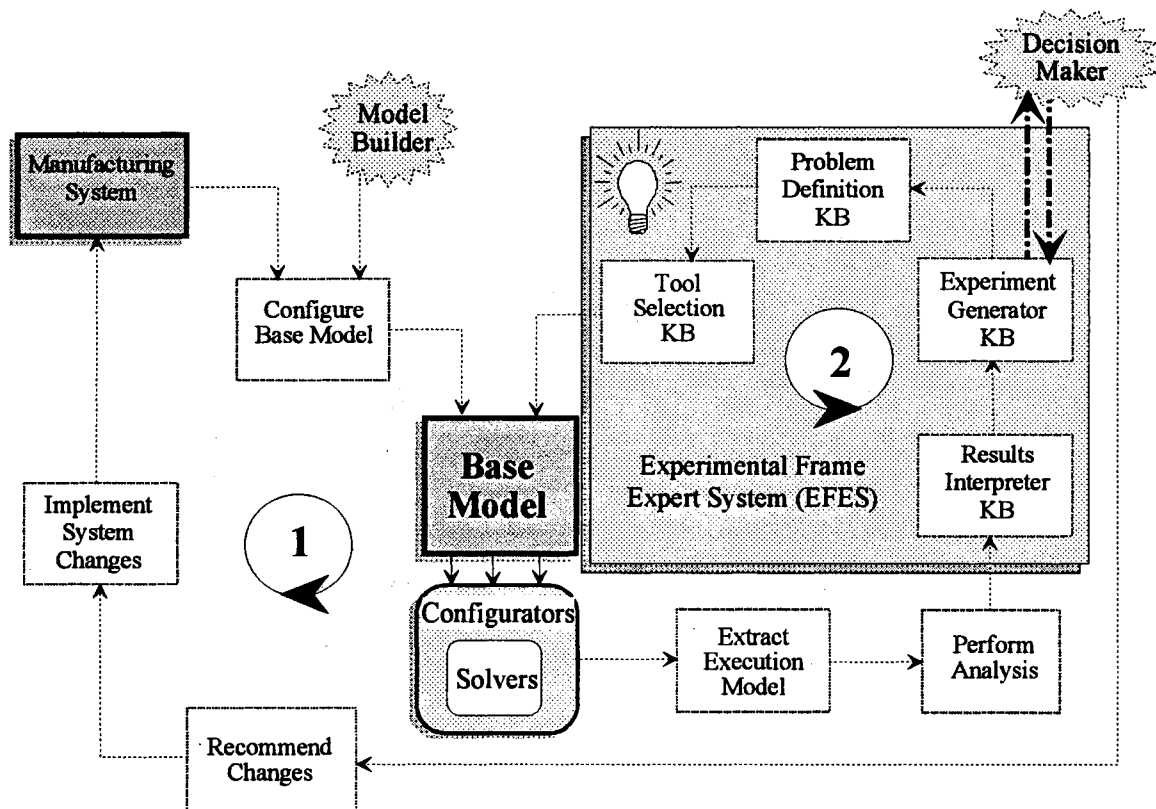 Decision
Maker
Model
Builder
Manufacturing
System
Problem
Definition
KB
Configure
Base Model
Tool
Selection
KB
Experiment
Generator
KB
2
Base
Model
Experimental Frame
Expert System (EFES)
Results
Interpreter
KB
Implement
System
Changes
1
Configurators
Solvers
Extract
Execution
Model
Perform
Analysis
Recommend
Changes